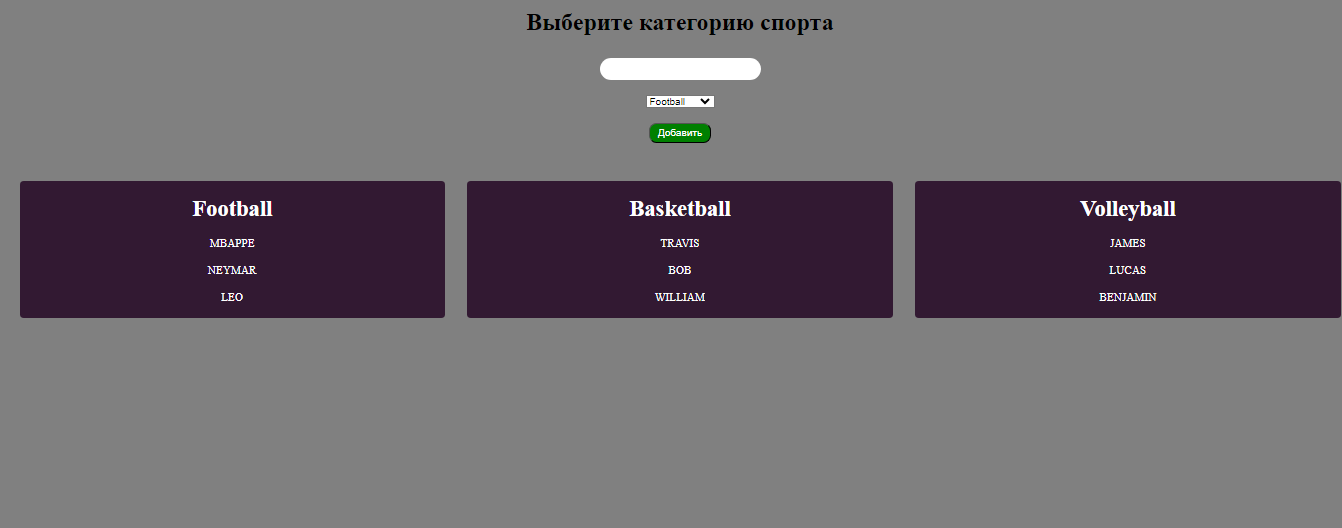 Выберите категорию спорта
Football
Добавить
Football
MBAPPE
NEYMAR
LEO
Basketball
TRAVIS
BOB
WILLIAM
Volleyball
JAMES
LUCAS
BENJAMIN